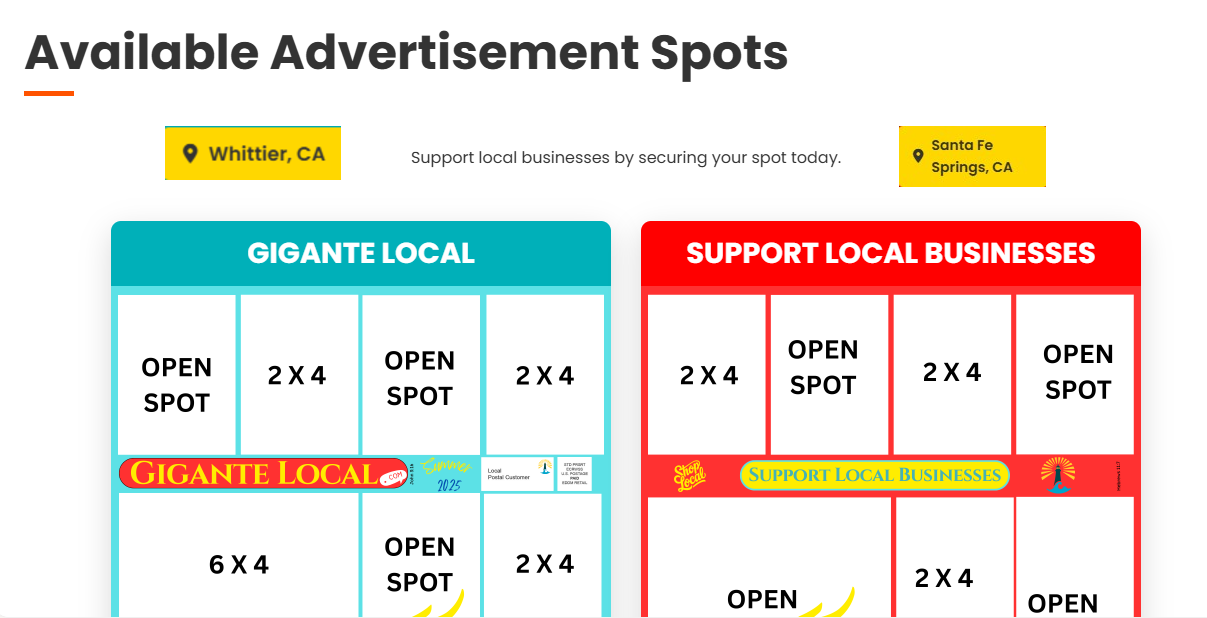 Available Advertisement Spots
Whittier, CA
Support local businesses by securing your spot today.
Santa Fe
Springs, CA
GIGANTE LOCAL
OPEN
SPOT
2 X 4
OPEN
SPOT
2 X 4
GIGANTE LOCAL
.COM
Summer
2025
Local
Postal Customer
STD PRSRT
ECRWSS
U.S. POSTAGE
PAID
EDDM RETAIL
6 X 4
OPEN
SPOT
2 X 4
SUPPORT LOCAL BUSINESSES
2 X 4
OPEN
SPOT
2 X 4
OPEN
SPOT
Shop
Local
SUPPORT LOCAL BUSINESSES
OPEN
2 X 4
OPEN